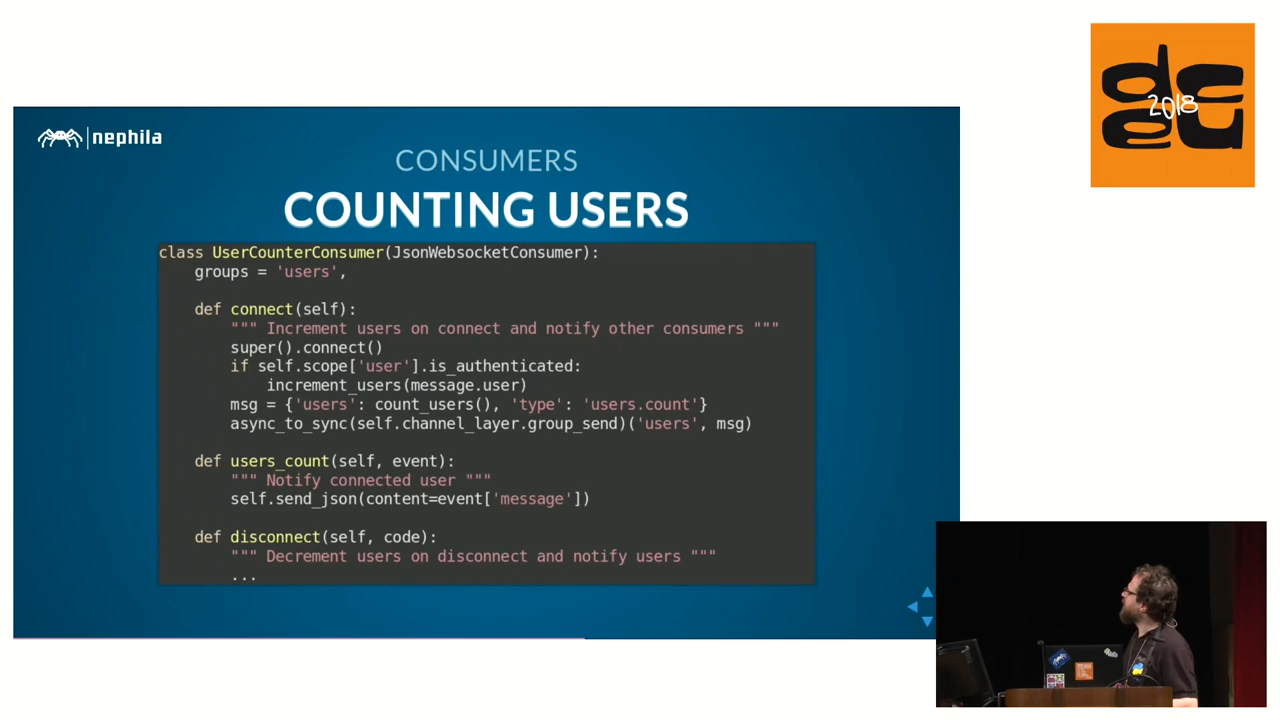 nephila
CONSUMERS
COUNTING USERS
class UserCounterConsumer(JsonWebsocketConsumer):
    groups = 'users',
    def connect(self):
        """ Increment users on connect and notify other consumers """
        super().connect()
        if self.scope['user'].is_authenticated:
            increment_users(message.user)
        msg = {'users': count_users(), 'type': 'users.count'}
        async_to_sync(self.channel_layer.group_send)('users', msg)
    def users_count(self, event):
        """ Notify connected user """
        self.send_json(content=event['message'])
    def disconnect(self, code):
        """ Decrement users on disconnect and notify users """
        ...
dc
2018
eu